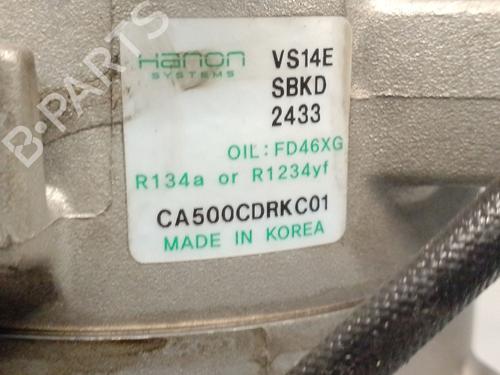 Hanon
SYSTEMS
VS14E
SBKD
2433
OIL: FD46XG
R134a or R1234yf
CA500CDRKC01
MADE IN KOREA
B-PARTS